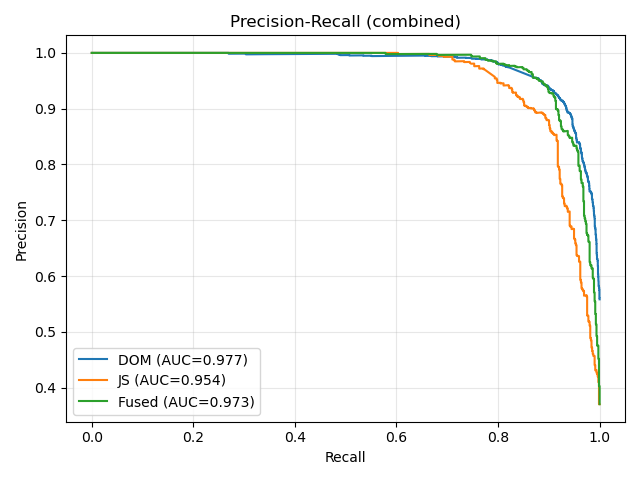 Precision-Recall (combined)
1.0
0.9
0.8
0.7
0.6
0.5
0.4
Precision
DOM (AUC=0.977)
JS (AUC=0.954)
Fused (AUC=0.973)
0.0 0.2 0.4 0.6 0.8 1.0
Recall